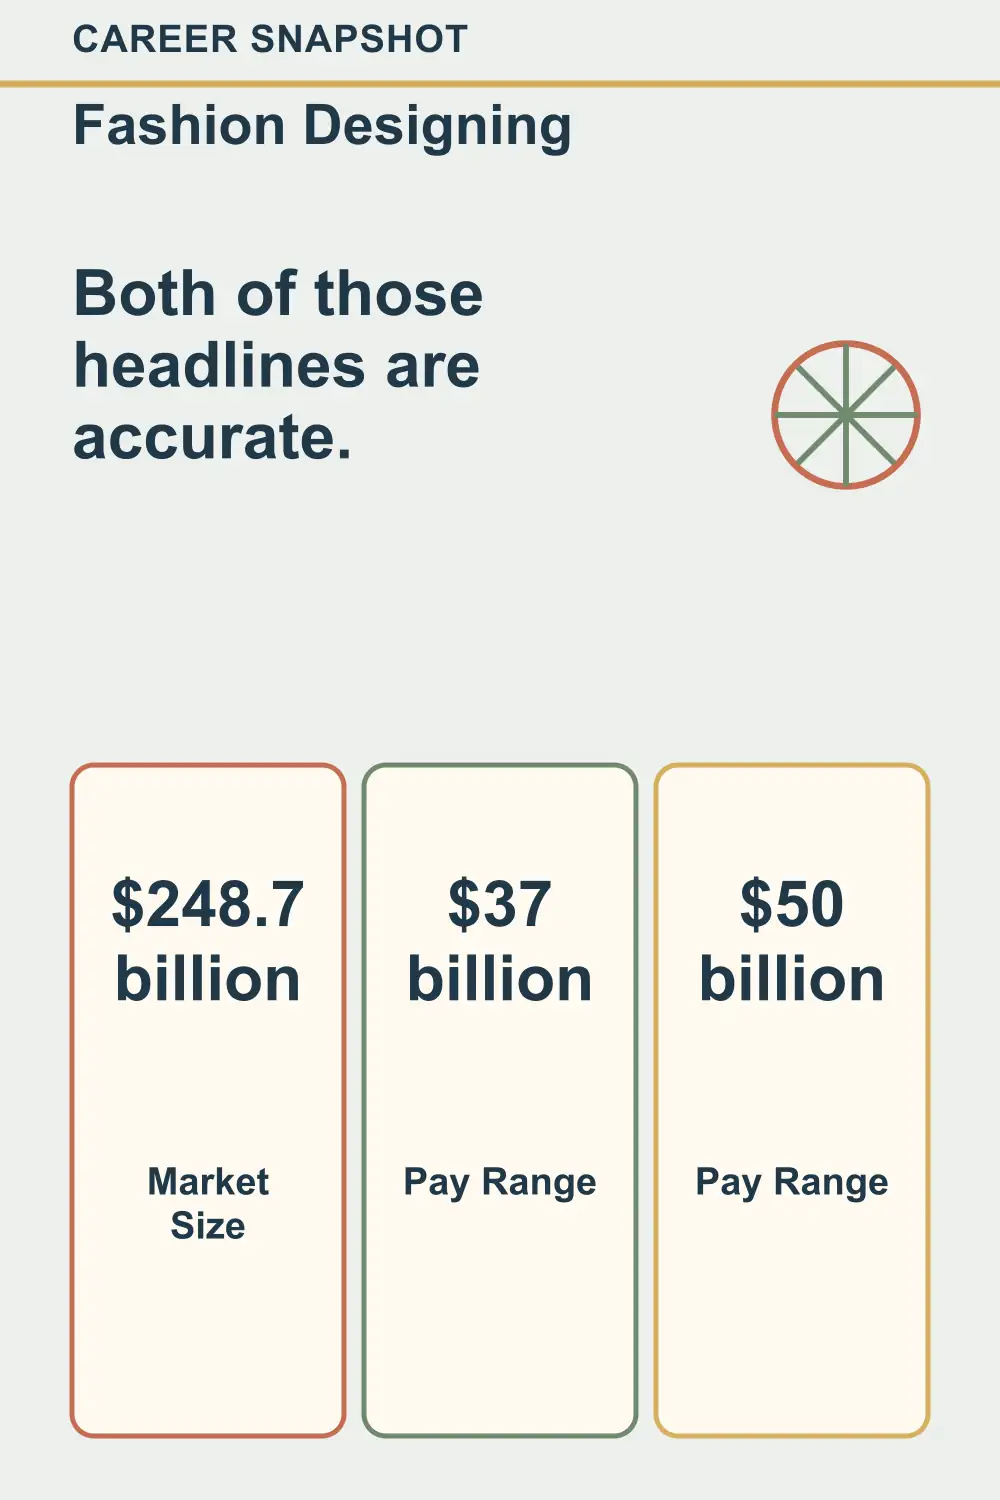 CAREER SNAPSHOT
Fashion Designing
Both of those
headlines are
accurate.
$248.7
billion
Market
Size
$37
billion
Pay Range
$50
billion
Pay Range